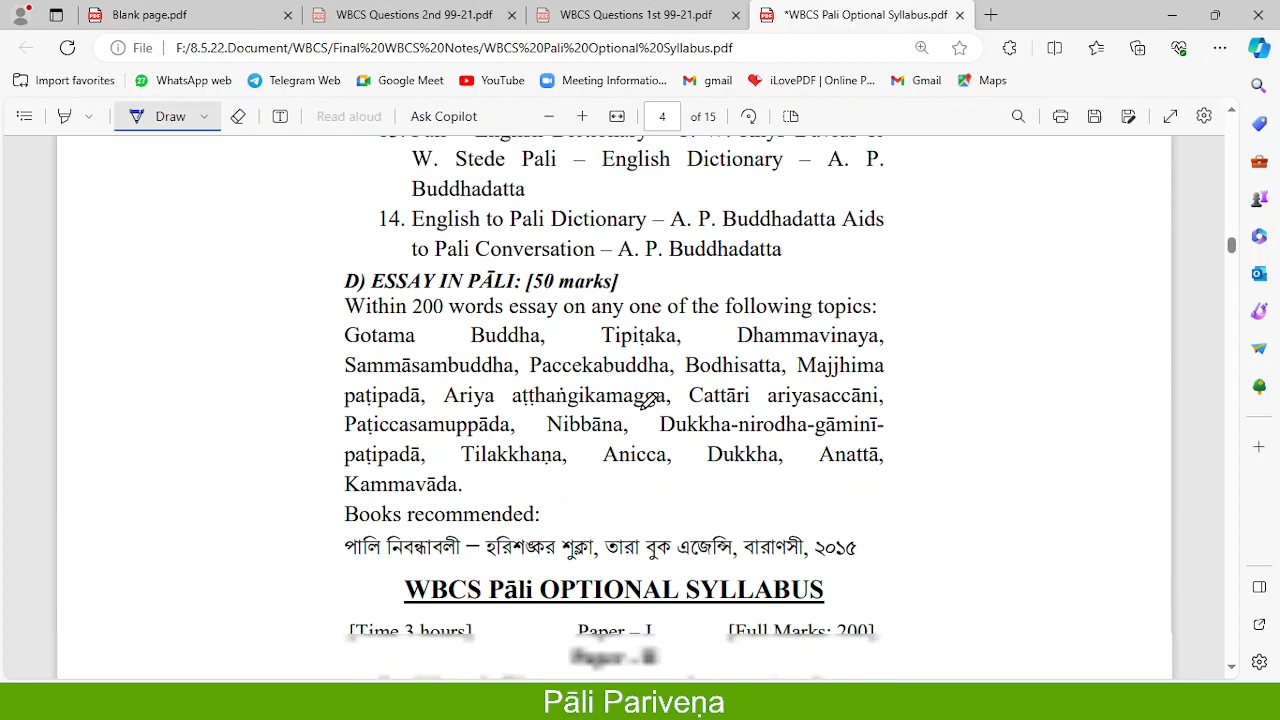 Blank page.pdf
WBCS Questions 2nd 99-21.pdf
WBCS Questions 1st 99-21.pdf
*WBCS Pali Optional Syllabus.pdf
File
F:/8.5.22.Document/WBCS/Final%20WBCS%20Notes/WBCS%20Pali%20Optional%20Syllabus.pdf
Import favorites
WhatsApp web
Telegram Web
Google Meet
YouTube
Meeting Informatio...
gmail
iLovePDF | Online P...
Gmail
Maps
Draw
Read aloud
Ask Copilot
4 of 15
W. Stede Pali – English Dictionary – A. P.
Buddhadatta
14. English to Pali Dictionary – A. P. Buddhadatta Aids
to Pali Conversation – A. P. Buddhadatta
D) ESSAY IN PĀLI: [50 marks]
Within 200 words essay on any one of the following topics:
Gotama Buddha, Tipiṭaka, Dhammavinaya,
Sammāsambuddha, Paccekabuddha, Bodhisatta, Majjhima
paṭipadā, Ariya aṭṭhaṅgikamagga, Cattāri ariyasaccāni,
Paṭiccasamuppāda, Nibbāna, Dukkha-nirodha-gāminī-
paṭipadā, Tilakkhaṇa, Anicca, Dukkha, Anattā,
Kammavāda.
Books recommended:
পালি নিবন্ধাবলী – হরিশঙ্কর শুক্লা, তারা বুক এজেন্সি, বারাণসী, ২০১৫
WBCS Pāli OPTIONAL SYLLABUS
[Time 3 hours] Paper – I [Full Marks: 200]
Pāli Pariveṇa